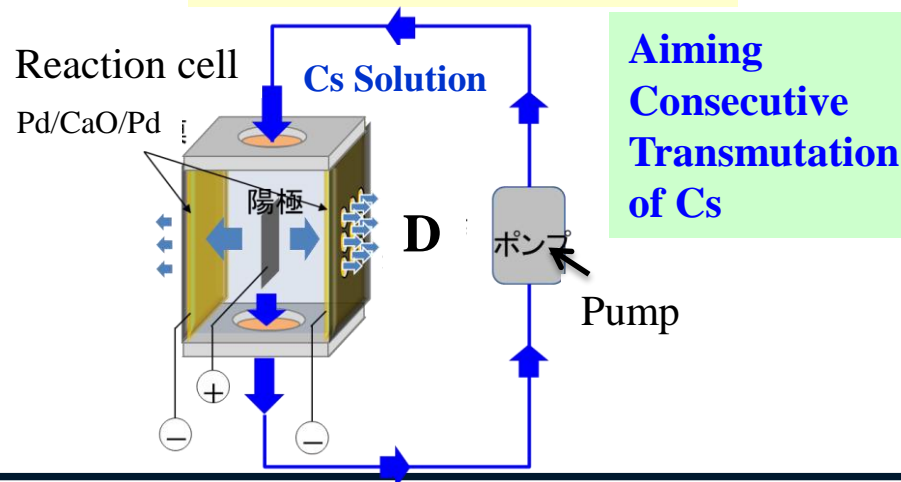 Reaction cell
Pd/CaO/Pd
Cs Solution
Aiming
Consecutive
Transmutation
of Cs
陽極
D
ポンプ
Pump
+
−
−